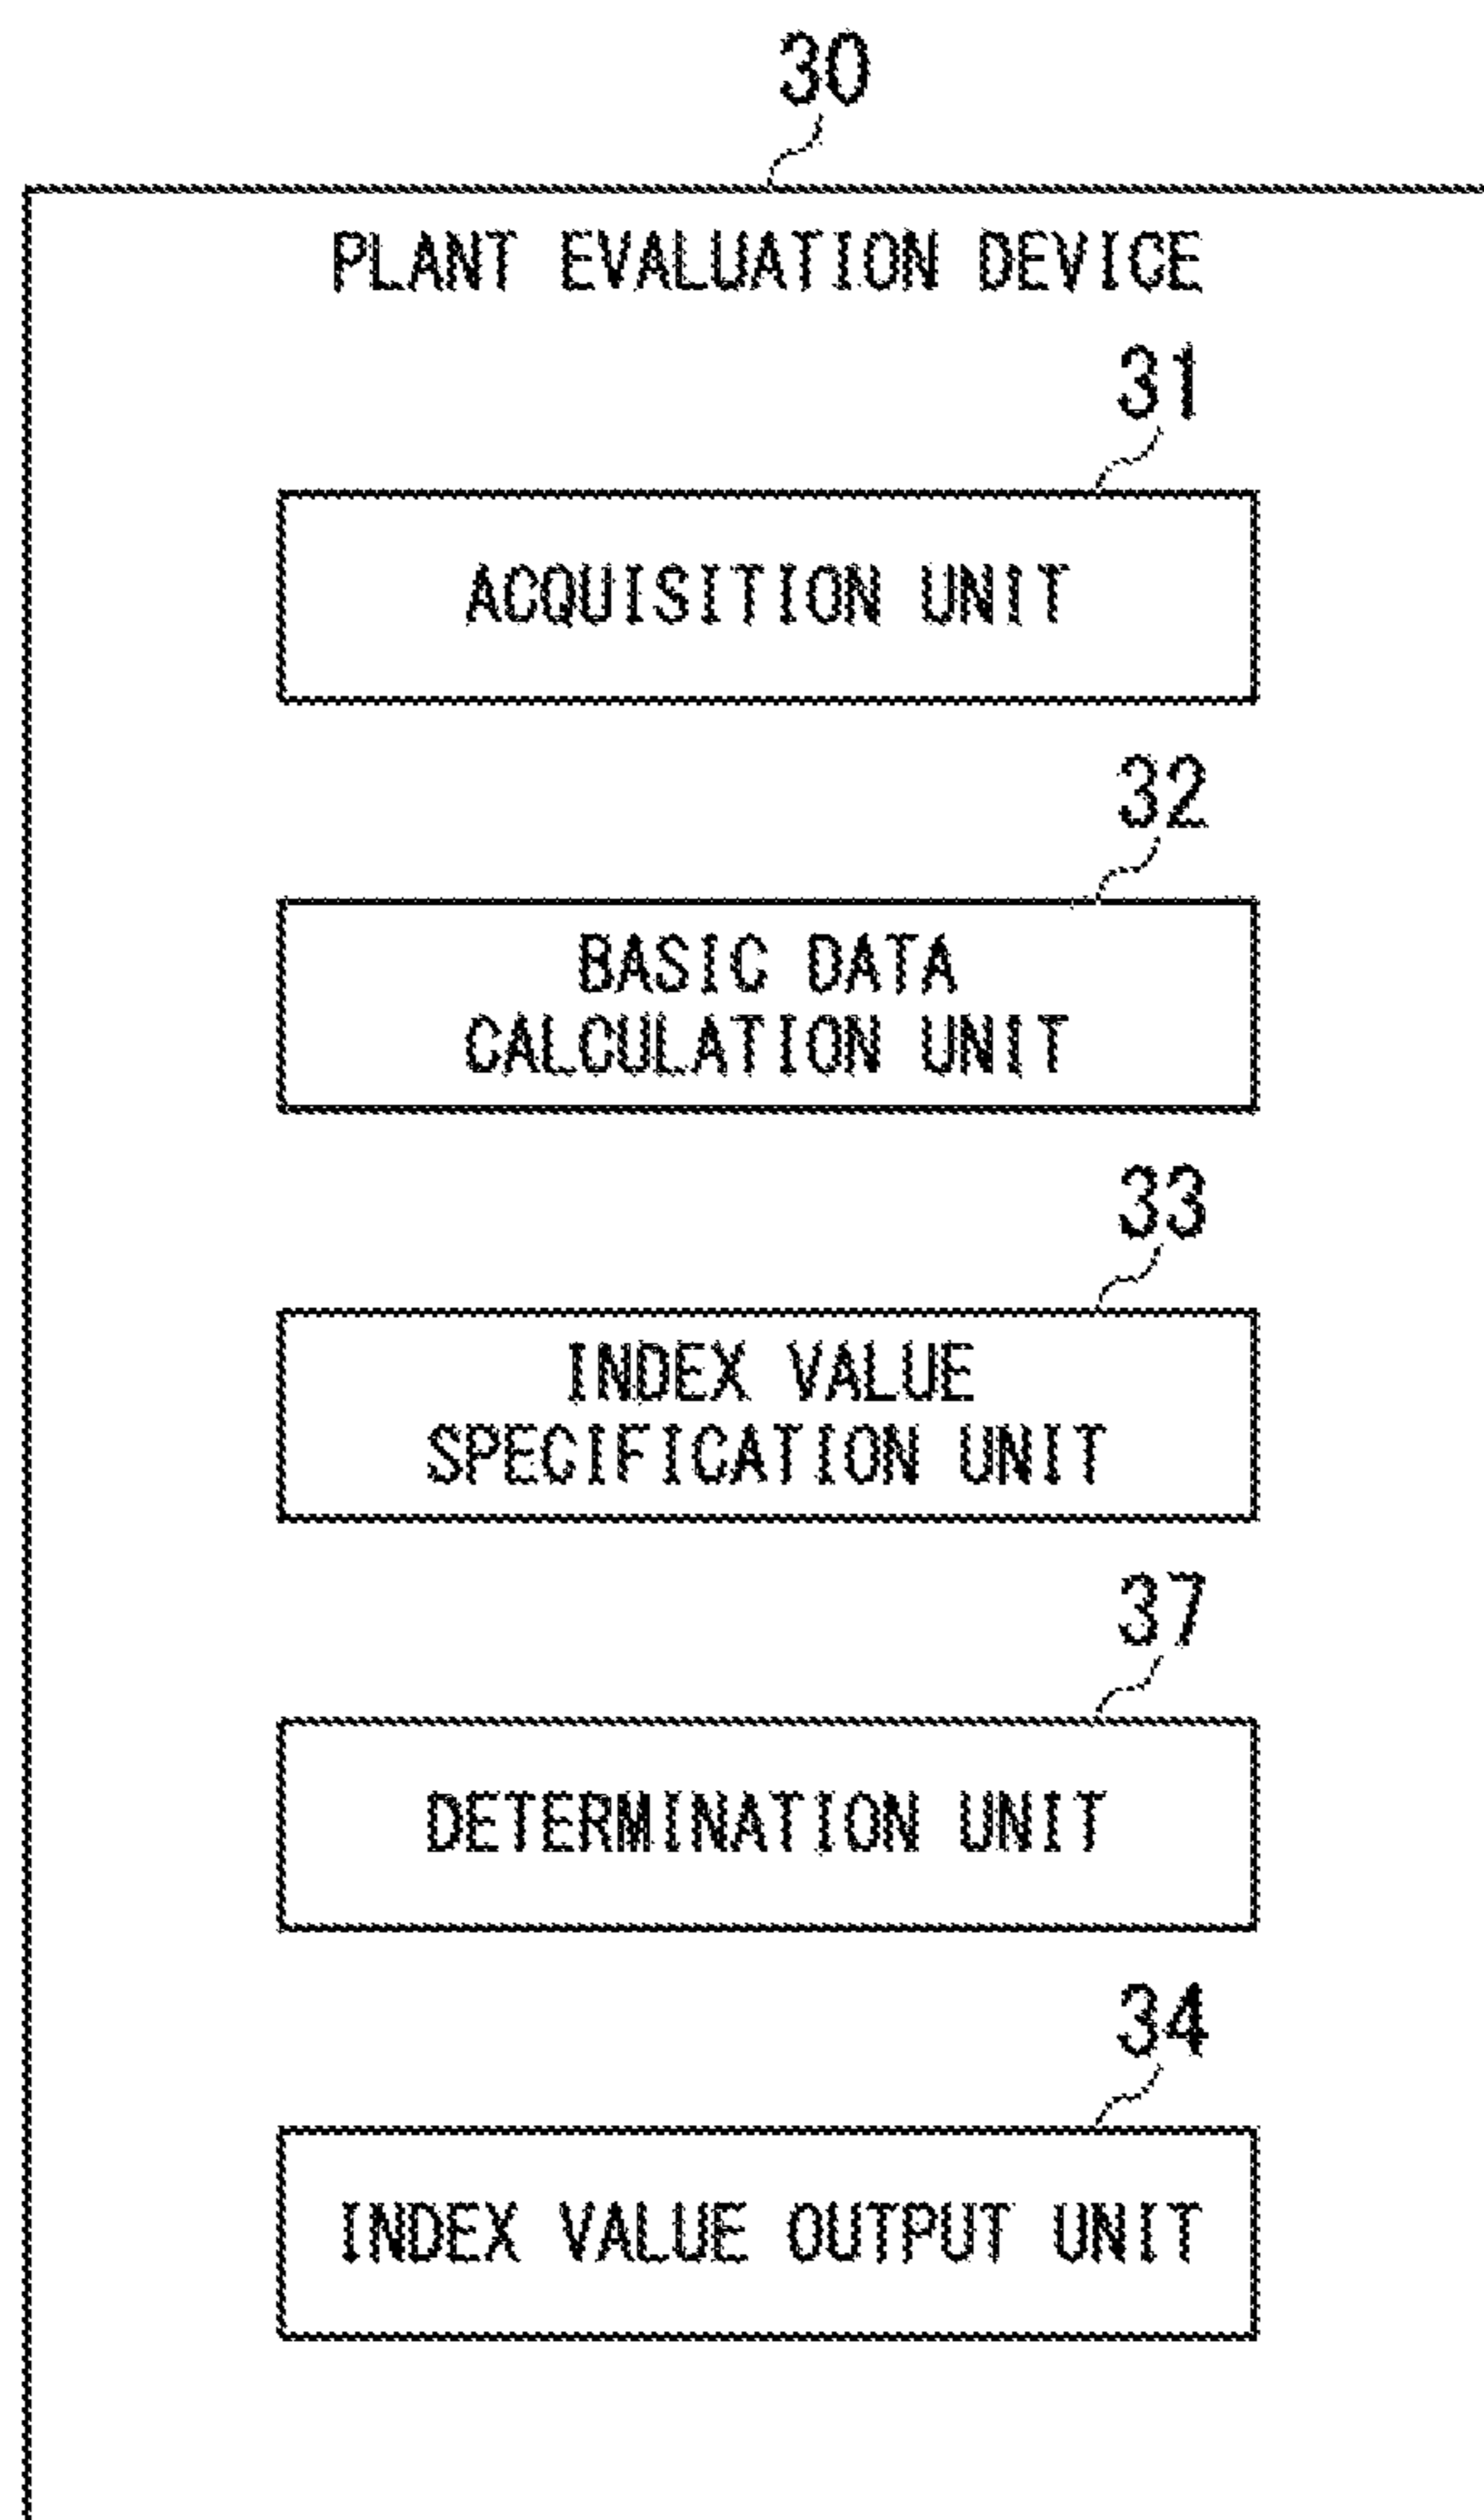 30
PLANT EVALUATION DEVICE
31
ACQUISITION UNIT
32
BASIC DATA
CALCULATION UNIT
33
INDEX VALUE
SPECIFICATION UNIT
37
DETERMINATION UNIT
34
INDEX VALUE OUTPUT UNIT